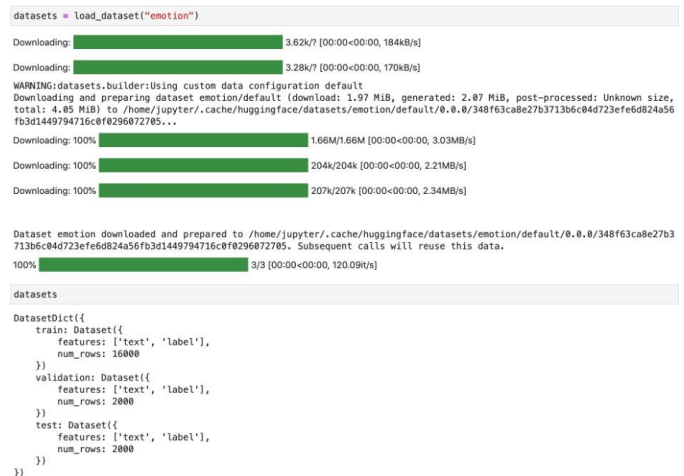 datasets = load_dataset("emotion")
Downloading: 3.62k/? [00:00<00:00, 184kB/s]
Downloading: 3.28k/? [00:00<00:00, 170kB/s]
WARNING:datasets.builder:Using custom data configuration default
Downloading and preparing dataset emotion/default (download: 1.97 MiB, generated: 2.07 MiB, post-processed: Unknown size,
total: 4.05 MiB) to /home/jupyter/.cache/huggingface/datasets/emotion/default/0.0.0/348f63ca8e27b3713b6c04d723efe6d824a56
fb3d1449794716c0f0296072705...
Downloading: 100% 1.66M/1.66M [00:00<00:00, 3.03MB/s]
Downloading: 100% 204k/204k [00:00<00:00, 2.21MB/s]
Downloading: 100% 207k/207k [00:00<00:00, 2.34MB/s]
Dataset emotion downloaded and prepared to /home/jupyter/.cache/huggingface/datasets/emotion/default/0.0.0/348f63ca8e27b3
713b6c04d723efe6d824a56fb3d1449794716c0f0296072705. Subsequent calls will reuse this data.
100% 3/3 [00:00<00:00, 120.09it/s]
datasets
DatasetDict({
    train: Dataset({
        features: ['text', 'label'],
        num_rows: 16000
    })
    validation: Dataset({
        features: ['text', 'label'],
        num_rows: 2000
    })
    test: Dataset({
        features: ['text', 'label'],
        num_rows: 2000
    })
})